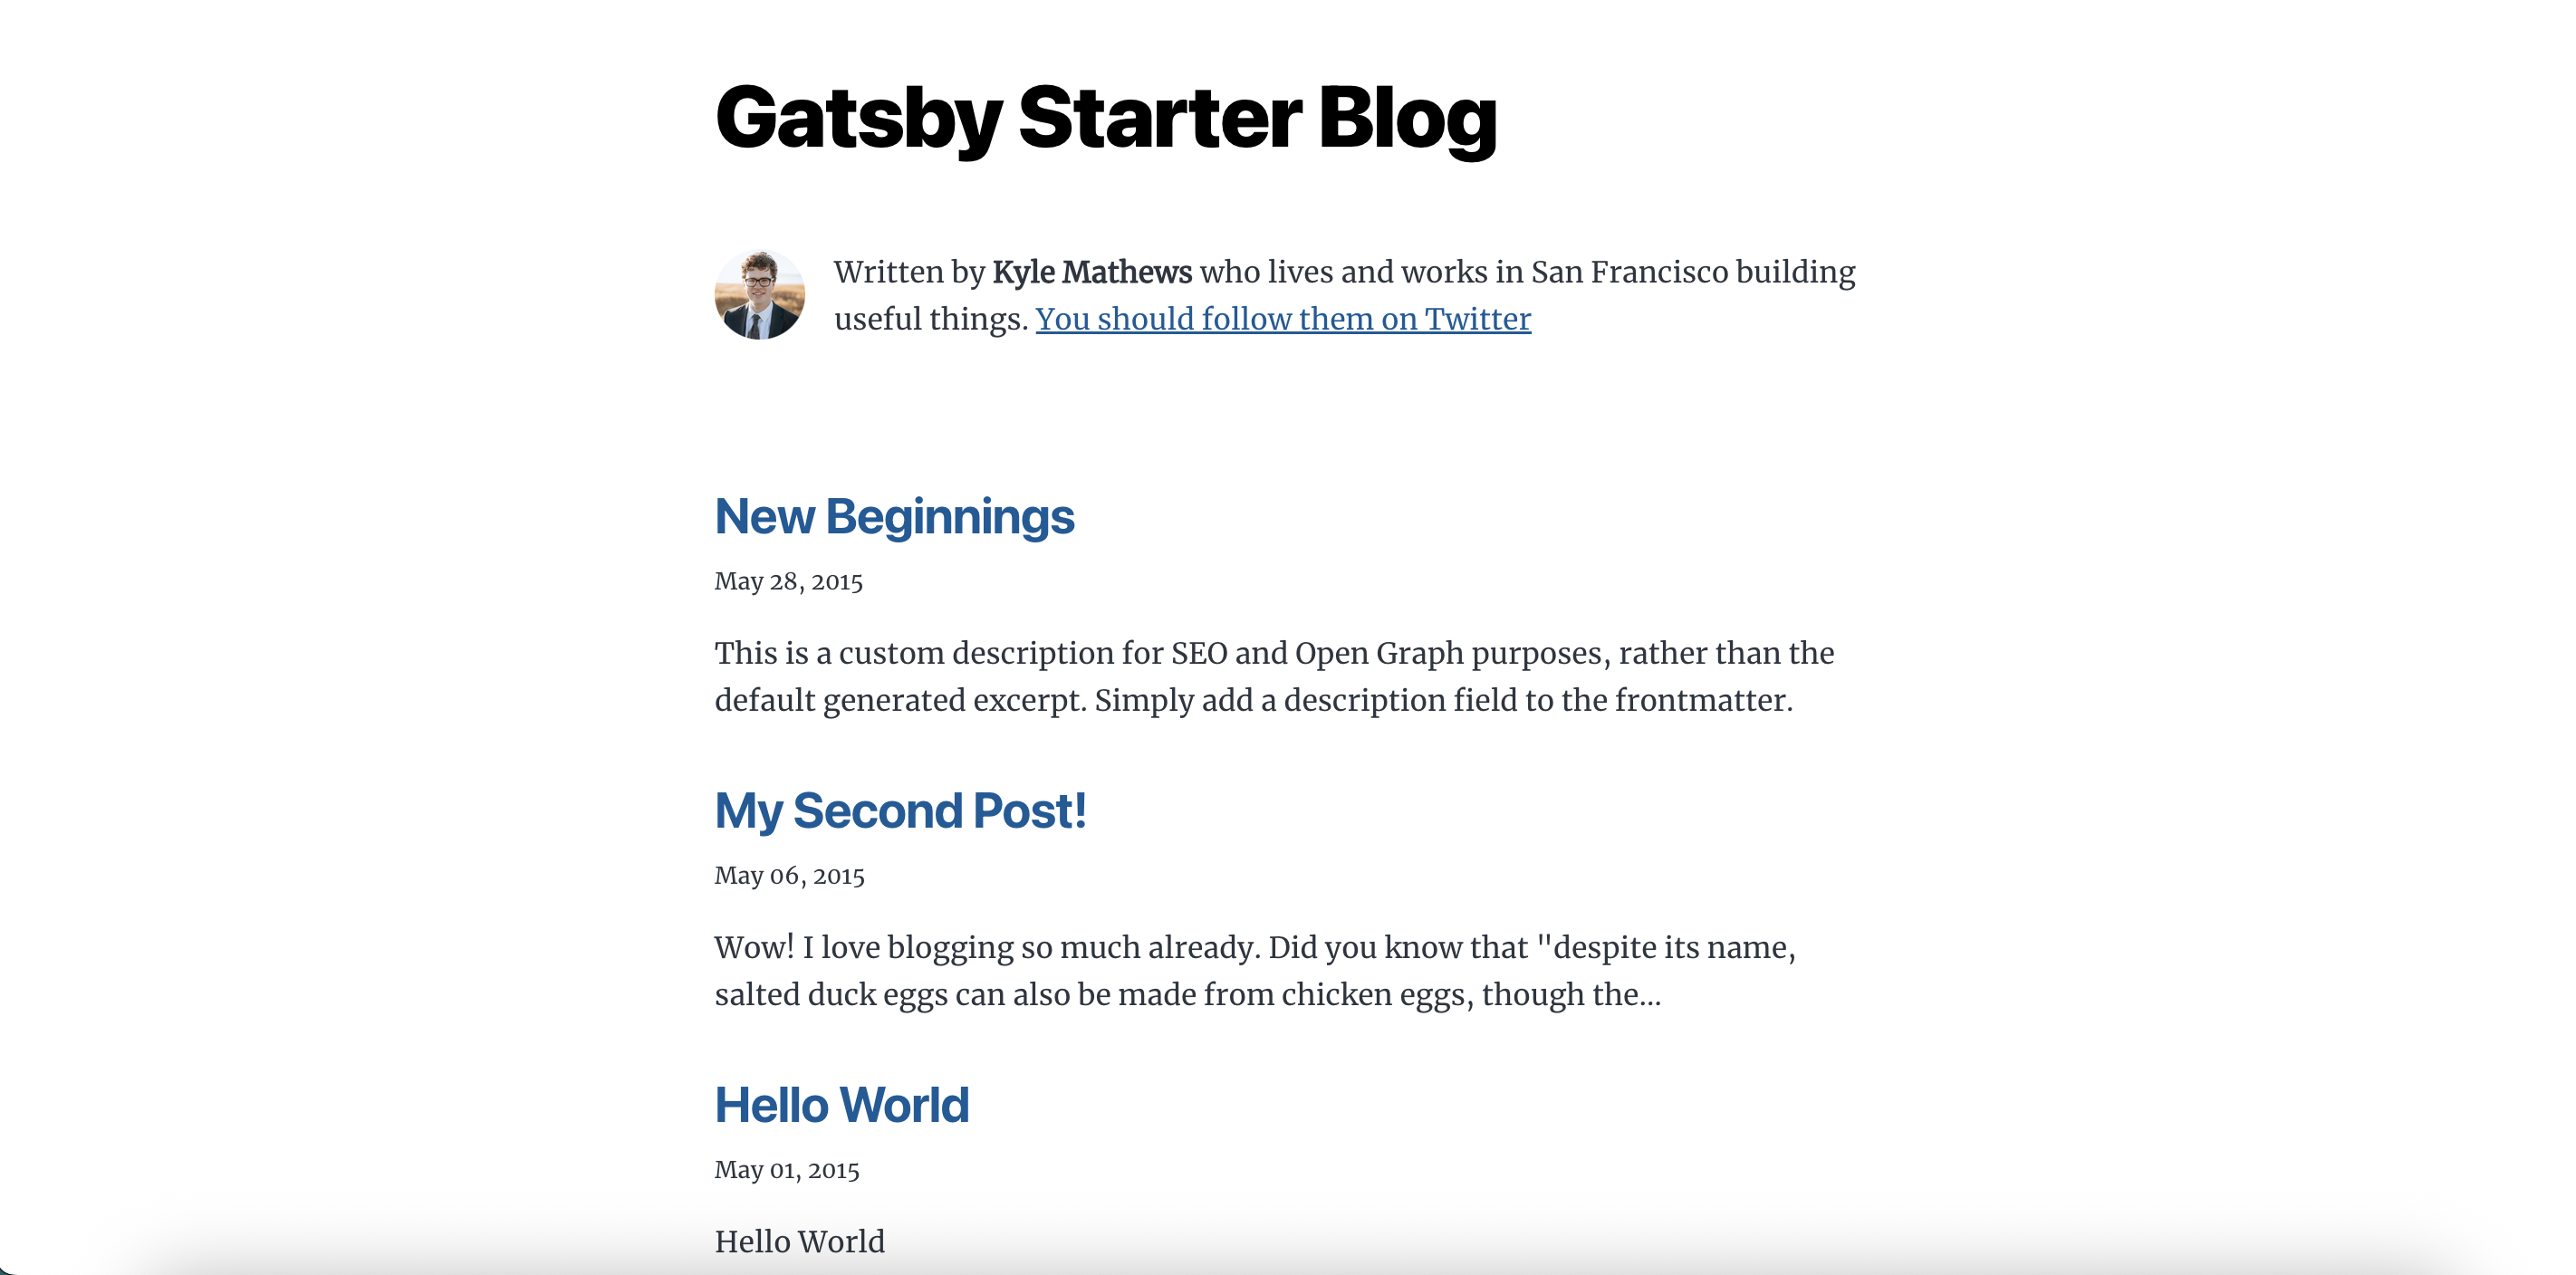 Gatsby Starter Blog
Written by Kyle Mathews who lives and works in San Francisco building
useful things. You should follow them on Twitter
New Beginnings
May 28, 2015
This is a custom description for SEO and Open Graph purposes, rather than the
default generated excerpt. Simply add a description field to the frontmatter.
My Second Post!
May 06, 2015
Wow! I love blogging so much already. Did you know that "despite its name,
salted duck eggs can also be made from chicken eggs, though the…
Hello World
May 01, 2015
Hello World